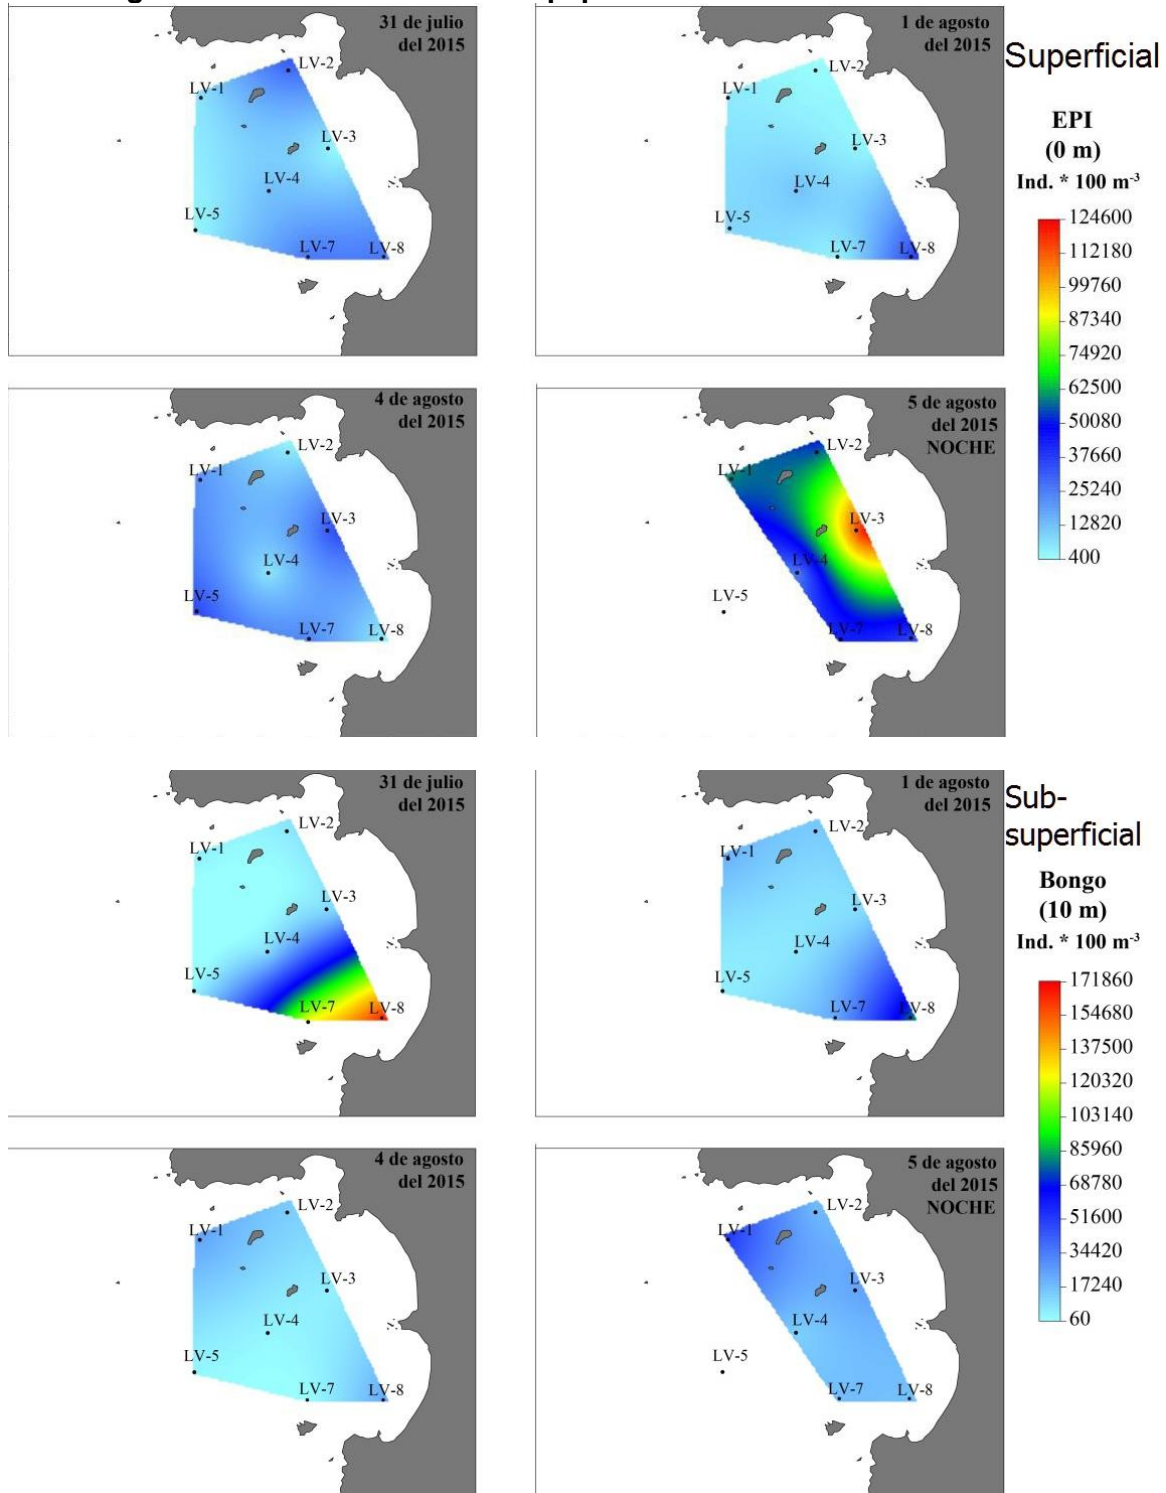 31 de julio
del 2015
LV-2
LV-1
LV-3
LV-4
LV-5
LV-7
LV-8
1 de agosto
del 2015
LV-2
LV-1
LV-3
LV-4
LV-5
LV-7
LV-8
Superficial
EPI
(0 m)
Ind. * 100 m⁻³
124600
112180
99760
87340
74920
62500
50080
37660
25240
12820
400
4 de agosto
del 2015
LV-2
LV-1
LV-3
LV-4
LV-5
LV-7
LV-8
5 de agosto
del 2015
NOCHE
LV-2
LV-1
LV-3
LV-4
LV-5
LV-7
LV-8
31 de julio
del 2015
LV-2
LV-1
LV-3
LV-4
LV-5
LV-7
LV-8
1 de agosto
del 2015
LV-2
LV-1
LV-3
LV-4
LV-5
LV-7
LV-8
Sub-
superficial
Bongo
(10 m)
Ind. * 100 m⁻³
171860
154680
137500
120320
103140
85960
68780
51600
34420
17240
60
4 de agosto
del 2015
LV-2
LV-1
LV-3
LV-4
LV-5
LV-7
LV-8
5 de agosto
del 2015
NOCHE
LV-2
LV-1
LV-3
LV-4
LV-5
LV-7
LV-8